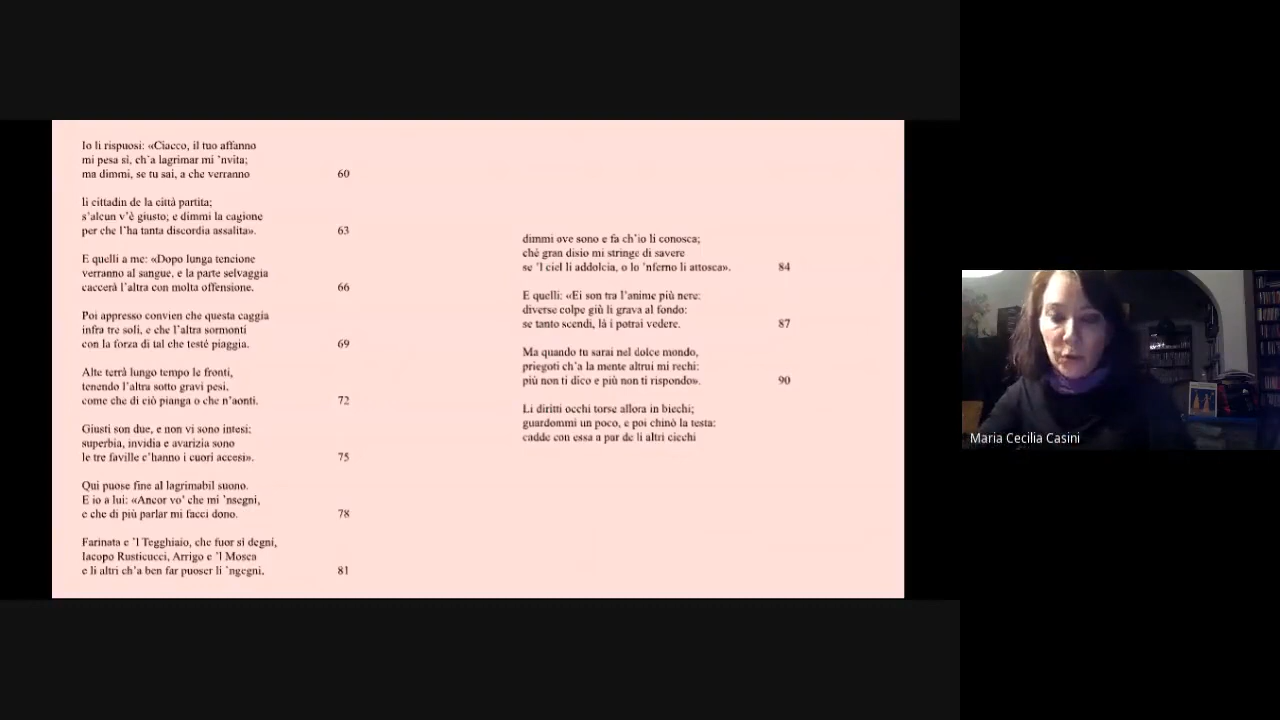 Io li rispuosi: «Ciacco, il tuo affanno
mi pesa sì, ch'a lagrimar mi 'nvita;
ma dimmi, se tu sai, a che verranno 60
li cittadin de la città partita;
s'alcun v'è giusto; e dimmi la cagione
per che l'ha tanta discordia assalita». 63
E quelli a me: «Dopo lunga tencione
verranno al sangue, e la parte selvaggia
caccerà l'altra con molta offensione. 66
Poi appresso convien che questa caggia
infra tre soli, e che l'altra sormonti
con la forza di tal che testé piaggia. 69
Alte terrà lungo tempo le fronti,
tenendo l'altra sotto gravi pesi,
come che di ciò pianga o che n'aonti. 72
Giusti son due, e non vi sono intesi;
superbia, invidia e avarizia sono
le tre faville c'hanno i cuori accesi». 75
Qui puose fine al lagrimabil suono.
E io a lui: «Ancor vo' che mi 'nsegni,
e che di più parlar mi facci dono. 78
Farinata e 'l Tegghiaio, che fuor sì degni,
Iacopo Rusticucci, Arrigo e 'l Mosca
e li altri ch'a ben far puoser li 'ngegni, 81
dimmi ove sono e fa ch'io li conosca;
ché gran disio mi stringe di savere
se 'l ciel li addolcia, o lo 'nferno li attosca». 84
E quelli: «Ei son tra l'anime più nere:
diverse colpe giù li grava al fondo:
se tanto scendi, là i potrai vedere. 87
Ma quando tu sarai nel dolce mondo,
priegoti ch'a la mente altrui mi rechi:
più non ti dico e più non ti rispondo». 90
Li diritti occhi torse allora in biechi;
guardommi un poco, e poi chinò la testa:
cadde con essa a par de li altri ciechi
Maria Cecilia Casini